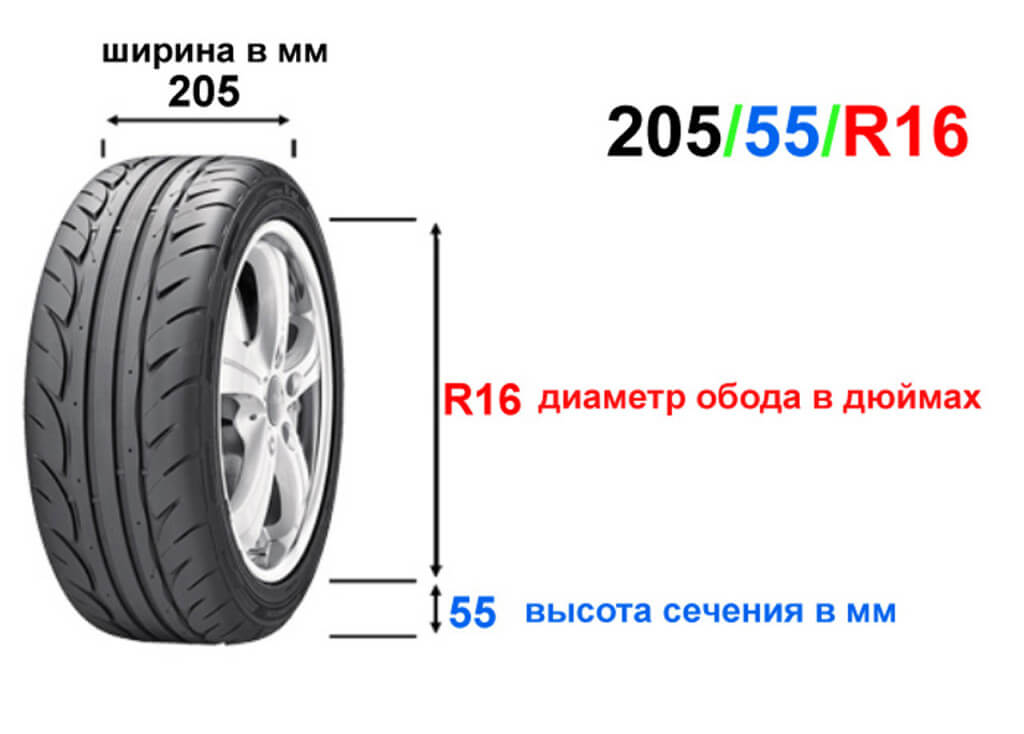 ширина в мм
205
205/55/R16
R16 диаметр обода в дюймах
55 высота сечения в мм